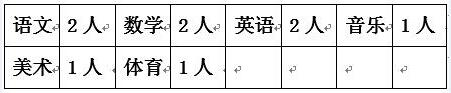 语文 2 人 数学 2 人 英语 2 人 音乐 1 人
美术 1 人 体育 1 人